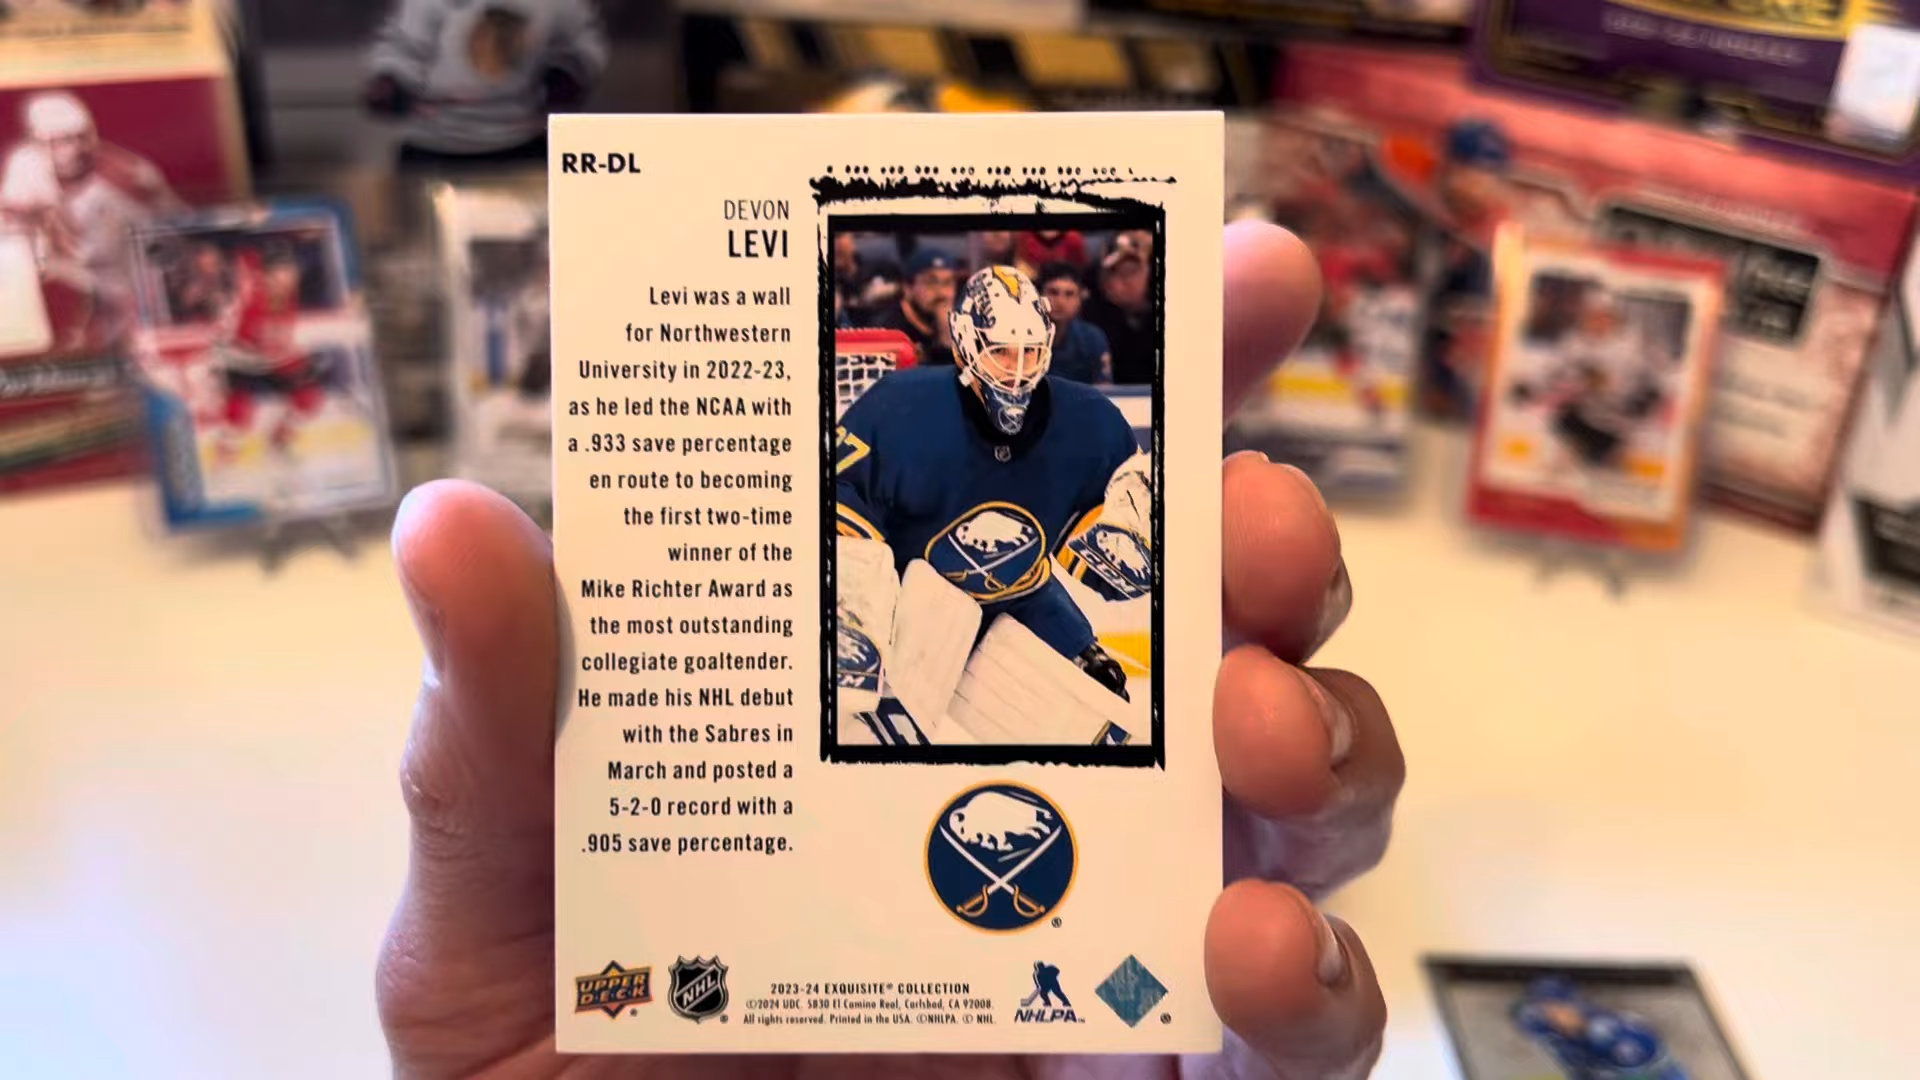 RR-DL
DEVON
LEVI
Levi was a wall
for Northwestern
University in 2022-23,
as he led the NCAA with
a .933 save percentage
en route to becoming
the first two-time
winner of the
Mike Richter Award as
the most outstanding
collegiate goaltender.
He made his NHL debut
with the Sabres in
March and posted a
5-2-0 record with a
.905 save percentage.
7
CCM
UPPER
D·E·C·K
NHL
2023-24 EXQUISITE® COLLECTION
©2024 UDC. 5830 El Camino Real, Carlsbad, CA 92008.
All rights reserved. Printed in the USA. ©NHLPA. © NHL.
NHLPA